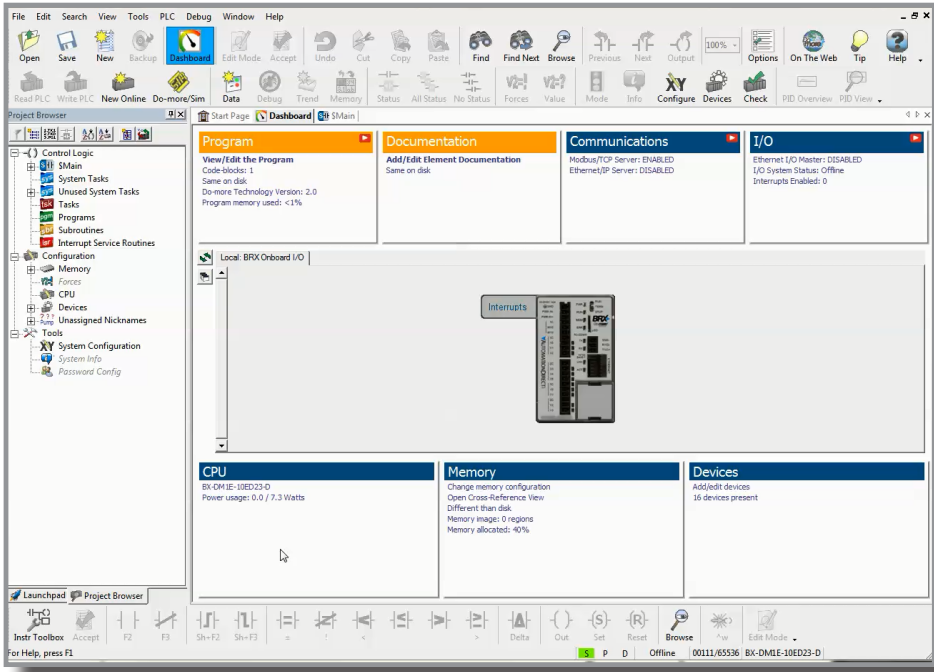 File Edit Search View Tools PLC Debug Window Help
Open Save New Backup Dashboard Edit Mode Accept Undo Cut Copy Paste Find Find Next Browse Previous Next Output 100% Options On The Web Tip Help
Read PLC Write PLC New Online Do-more/Sim Data Debug Trend Memory Status All Status No Status Forces Value Mode Info Configure Devices Check PID Overview PID View
Project Browser
Start Page Dashboard $Main
Control Logic
$Main
System Tasks
Unused System Tasks
Tasks
Programs
Subroutines
Interrupt Service Routines
Configuration
Memory
Forces
CPU
Devices
Unassigned Nicknames
Tools
System Configuration
System Info
Password Config
Launchpad Project Browser
Program
View/Edit the Program
Code-blocks: 1
Same on disk
Do-more Technology Version: 2.0
Program memory used: <1%
Documentation
Add/Edit Element Documentation
Same on disk
Communications
Modbus/TCP Server: ENABLED
Ethernet/IP Server: DISABLED
I/O
Ethernet I/O Master: DISABLED
I/O System Status: Offline
Interrupts Enabled: 0
Local: BRX Onboard I/O
Interrupts
BRX
CPU
BX-DM1E-10ED23-D
Power usage: 0.0 / 7.3 Watts
Memory
Change memory configuration
Open Cross-Reference View
Different than disk
Memory image: 0 regions
Memory allocated: 40%
Devices
Add/edit devices
16 devices present
Instr Toolbox Accept F2 F3 Sh+F2 Sh+F3 = ! < > Delta Out Set Reset Browse ^w Edit Mode
For Help, press F1
S P D Offline 00111/65536 BX-DM1E-10ED23-D